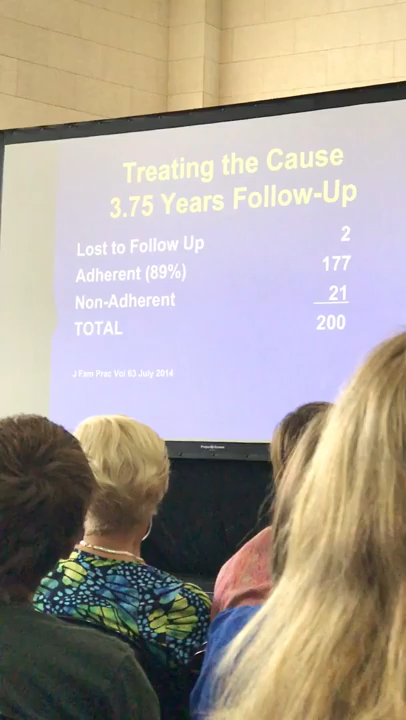 Treating the Cause
3.75 Years Follow-Up
Lost to Follow Up 2
Adherent (89%) 177
Non-Adherent 21
TOTAL 200
J Fam Prac Vol 63 July 2014